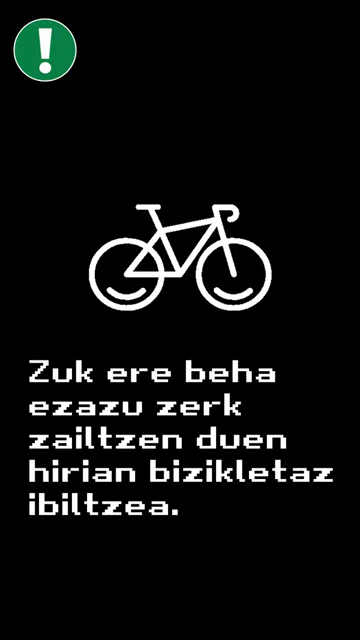 !
Zuk ere beha
ezazu zerk
zailtzen duen
hirian bizikletaz
ibiltzea.